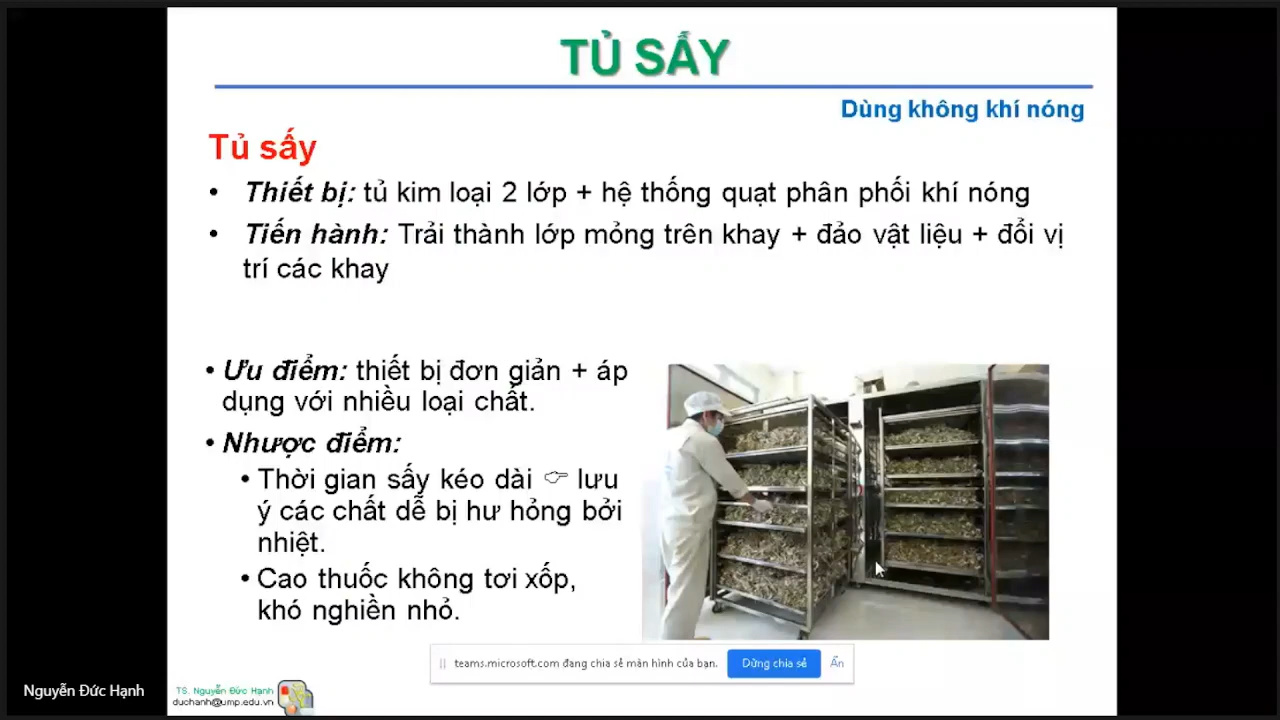 TỦ SẤY
Dùng không khí nóng
Tủ sấy
• Thiết bị: tủ kim loại 2 lớp + hệ thống quạt phân phối khí nóng
• Tiến hành: Trải thành lớp mỏng trên khay + đảo vật liệu + đổi vị
trí các khay
• Ưu điểm: thiết bị đơn giản + áp
dụng với nhiều loại chất.
• Nhược điểm:
• Thời gian sấy kéo dài ☞ lưu
ý các chất dễ bị hư hỏng bởi
nhiệt.
• Cao thuốc không tơi xốp,
khó nghiền nhỏ.
teams.microsoft.com đang chia sẻ màn hình của bạn. Dừng chia sẻ Ẩn
Nguyễn Đức Hạnh
TS. Nguyễn Đức Hạnh
duchanh@ump.edu.vn